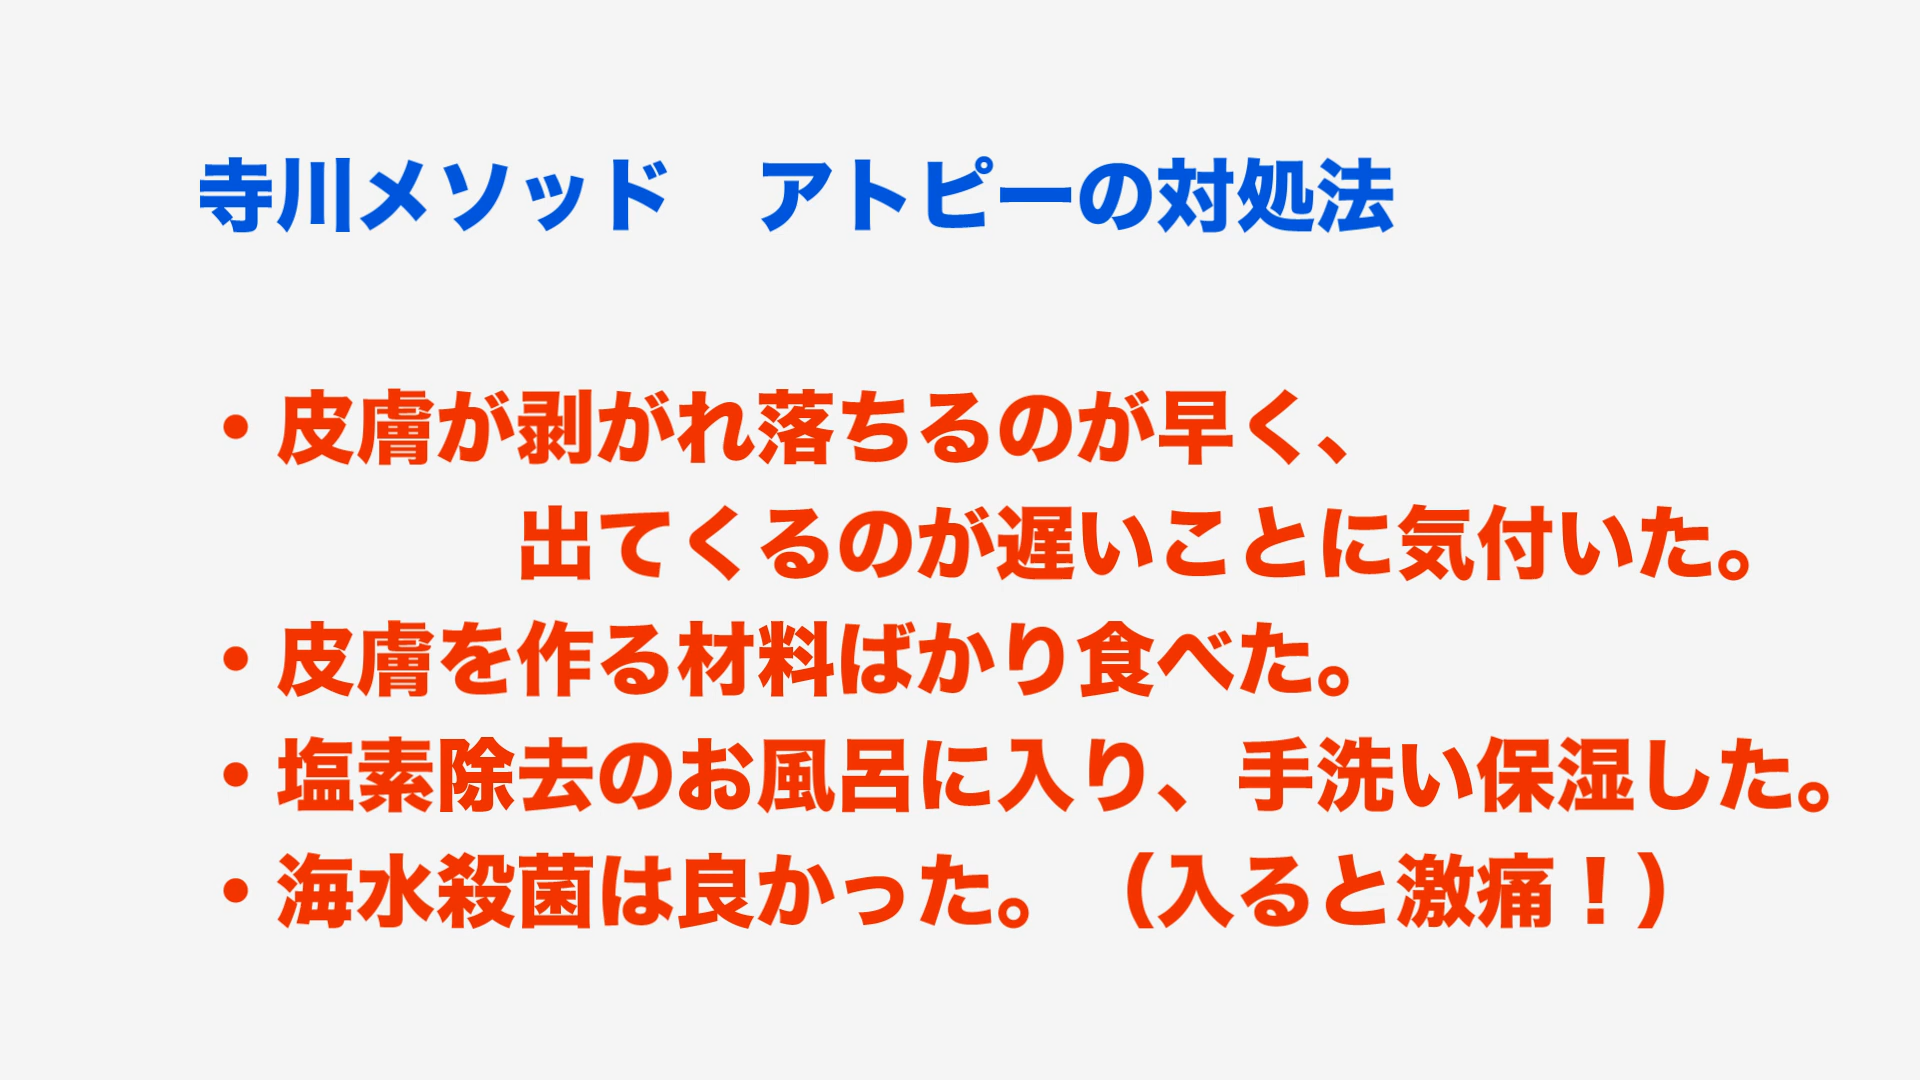 寺川メソッド　アトピーの対処法
・皮膚が剥がれ落ちるのが早く、
出てくるのが遅いことに気付いた。
・皮膚を作る材料ばかり食べた。
・塩素除去のお風呂に入り、手洗い保湿した。
・海水殺菌は良かった。（入ると激痛！）